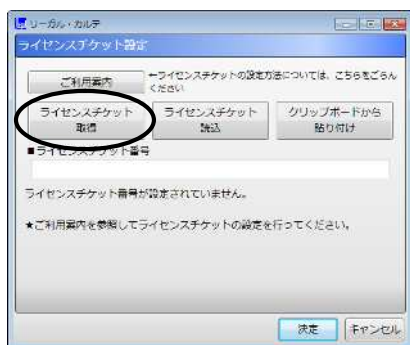 リーガル・カルテ
ライセンスチケット設定
ご利用案内
←ライセンスチケットの設定方法については、こちらをごらん
ください
ライセンスチケット
取得
ライセンスチケット
読込
クリップボードから
貼り付け
■ライセンスチケット番号
ライセンスチケット番号が設定されていません。
★ご利用案内を参照してライセンスチケットの設定を行ってください。
決定
キャンセル